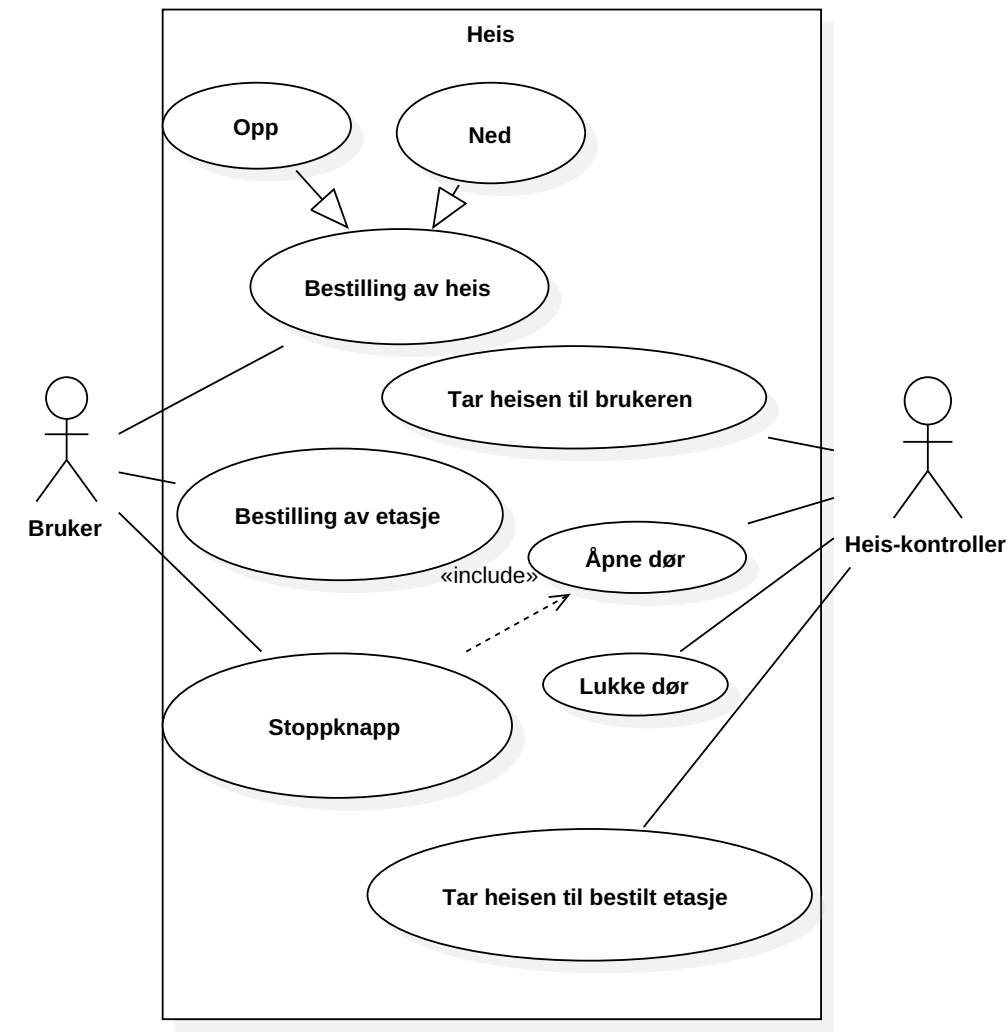 Heis
Opp
Ned
Bestilling av heis
Tar heisen til brukeren
Bestilling av etasje
Bruker
Heis-kontroller
Åpne dør
«include»
Lukke dør
Stoppknapp
Tar heisen til bestilt etasje